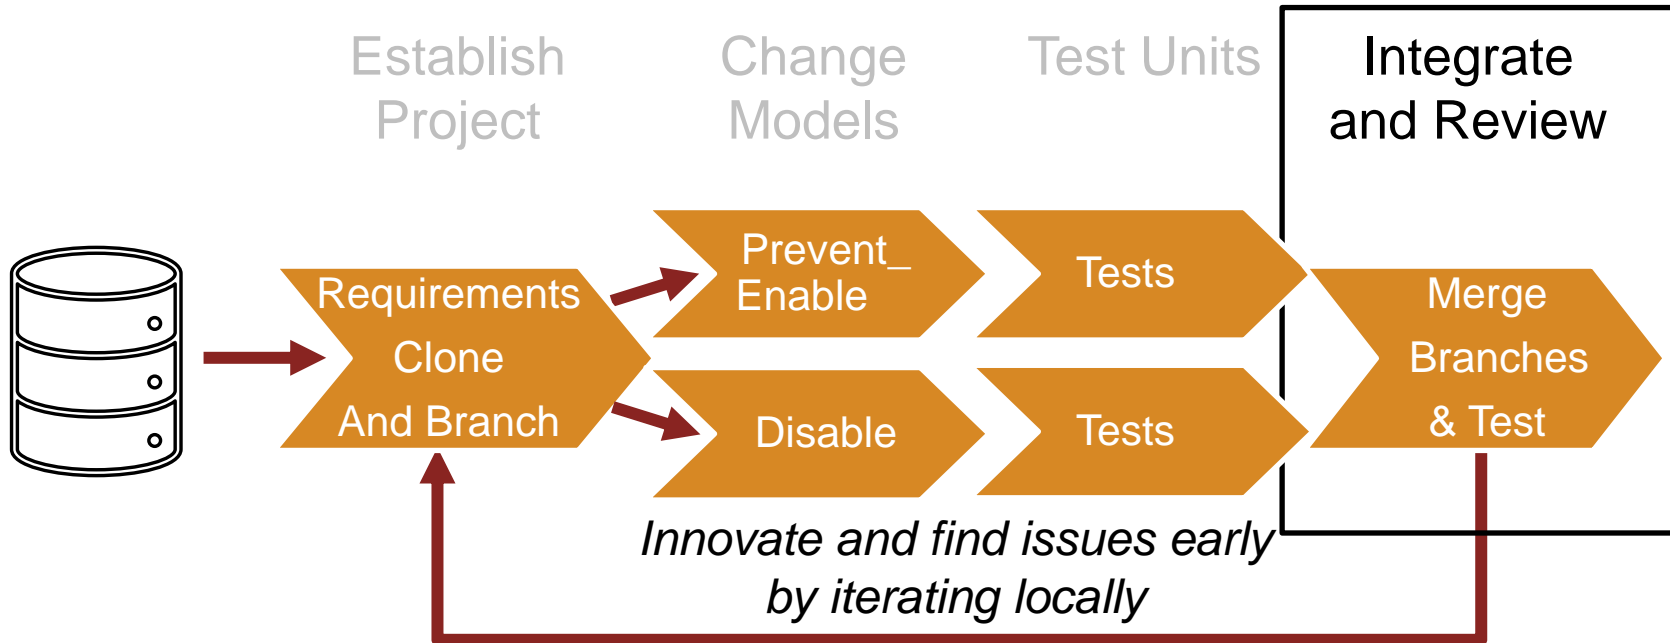 Establish
Project
Change
Models
Test Units
Integrate
and Review
Requirements
Clone
And Branch
Prevent_
Enable
Tests
Disable
Tests
Merge
Branches
& Test
Innovate and find issues early
by iterating locally